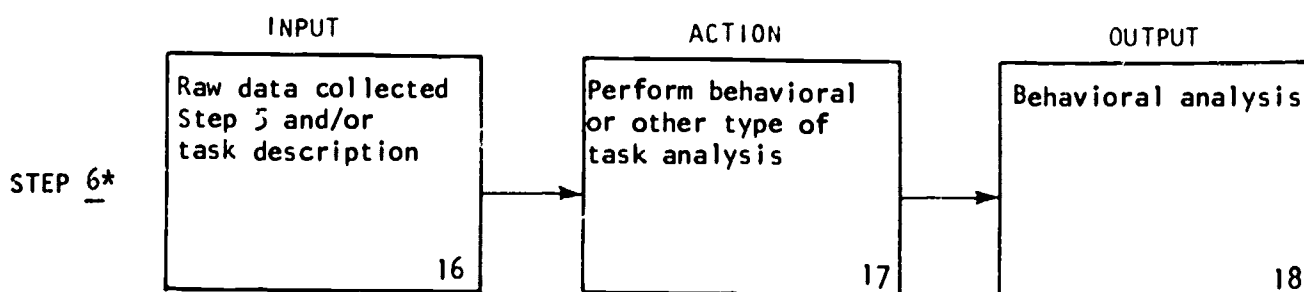 INPUT
ACTION
OUTPUT
STEP 6*
Raw data collected
Step 5 and/or
task description
16
Perform behavioral
or other type of
task analysis
17
Behavioral analysis
18